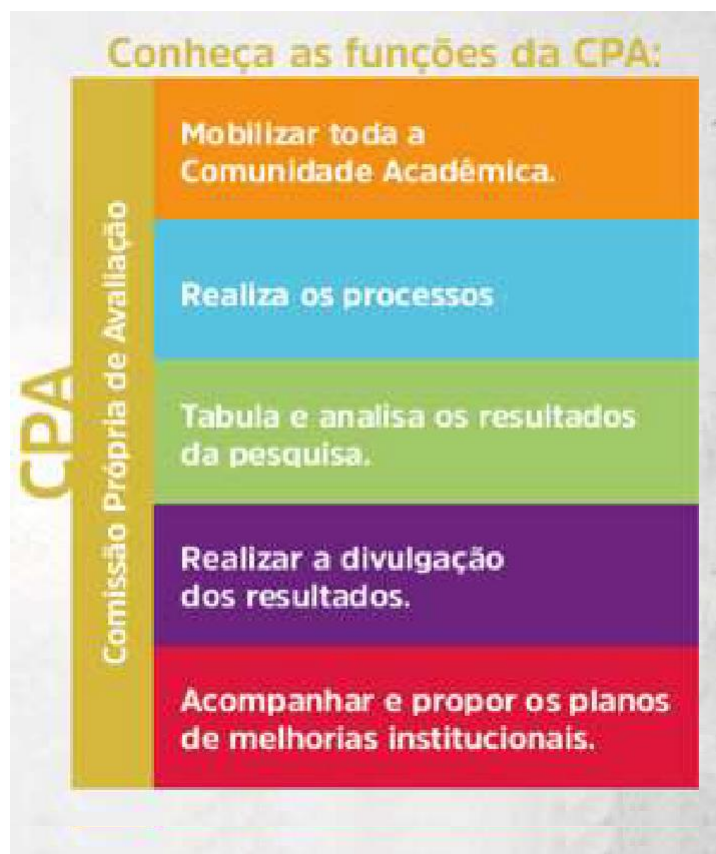 Conheça as funções da CPA:
CPA
Comissão Própria de Avaliação
Mobilizar toda a
Comunidade Acadêmica.
Realiza os processos
Tabula e analisa os resultados
da pesquisa.
Realizar a divulgação
dos resultados.
Acompanhar e propor os planos
de melhorias institucionais.